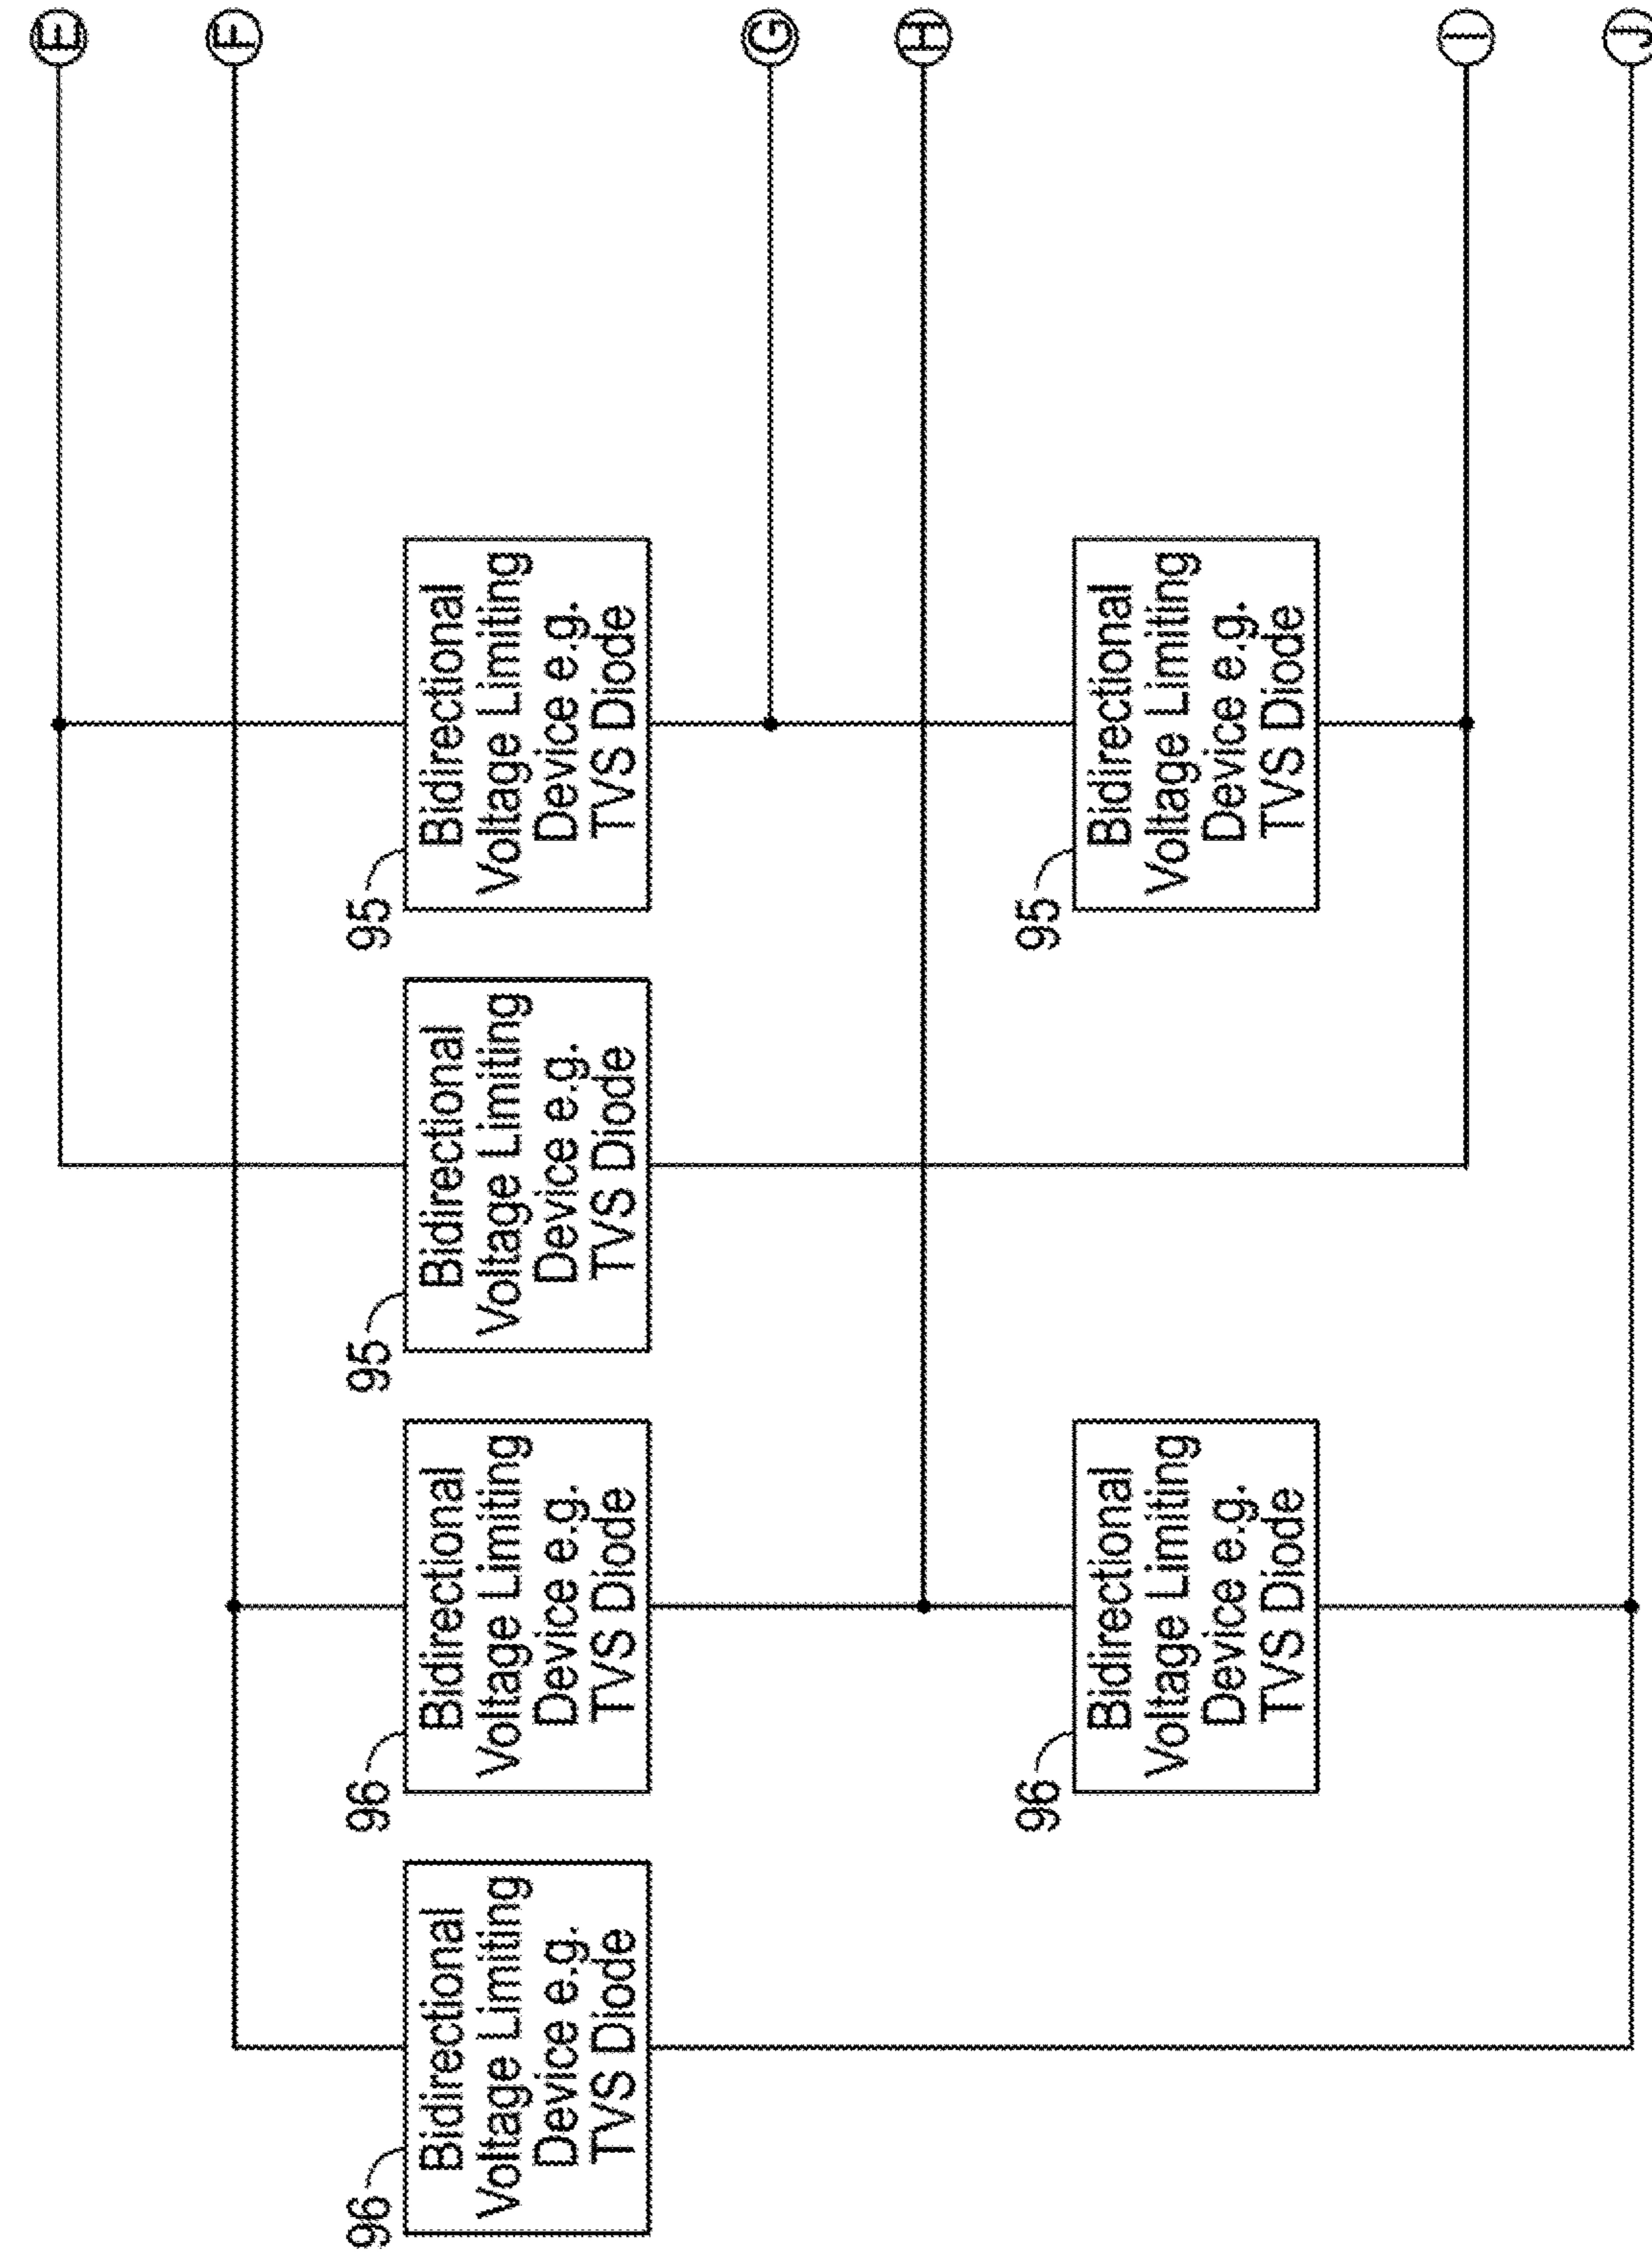 E
F
G
H
I
J
96
Bidirectional
Voltage Limiting
Device e.g.
TVS Diode
96
Bidirectional
Voltage Limiting
Device e.g.
TVS Diode
95
Bidirectional
Voltage Limiting
Device e.g.
TVS Diode
95
Bidirectional
Voltage Limiting
Device e.g.
TVS Diode
96
Bidirectional
Voltage Limiting
Device e.g.
TVS Diode
95
Bidirectional
Voltage Limiting
Device e.g.
TVS Diode